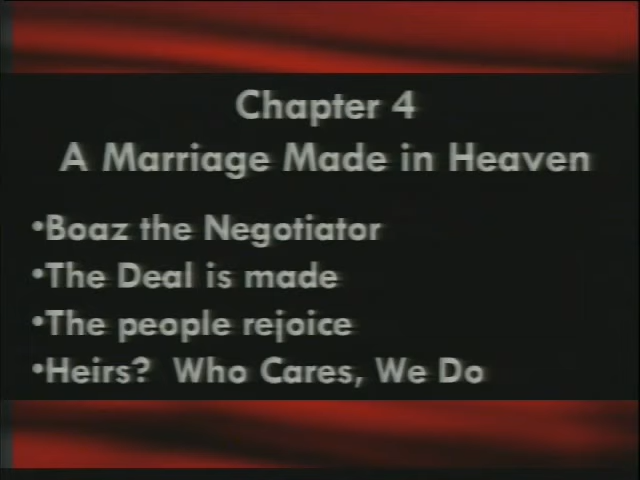 Chapter 4
A Marriage Made in Heaven
•Boaz the Negotiator
•The Deal is made
•The people rejoice
•Heirs?  Who Cares, We Do